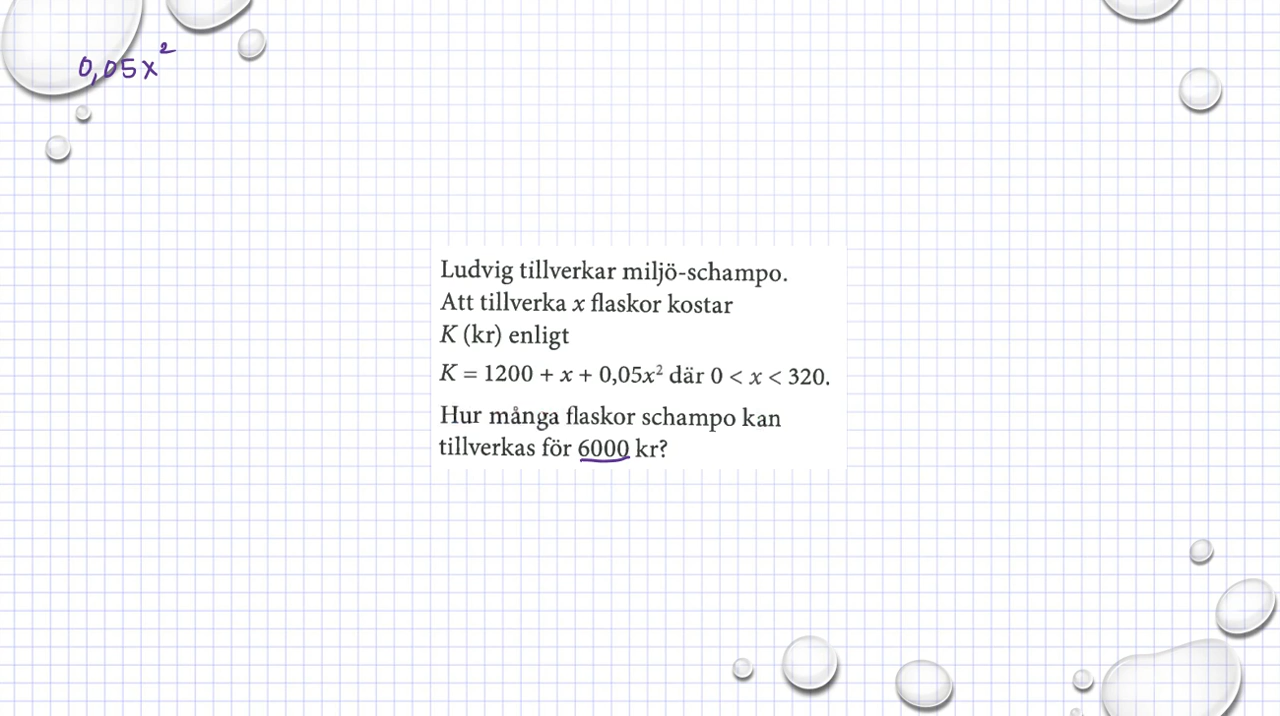 0,05x²
Ludvig tillverkar miljö-schampo.
Att tillverka x flaskor kostar
K (kr) enligt
K = 1200 + x + 0,05x² där 0 < x < 320.
Hur många flaskor schampo kan
tillverkas för 6000 kr?